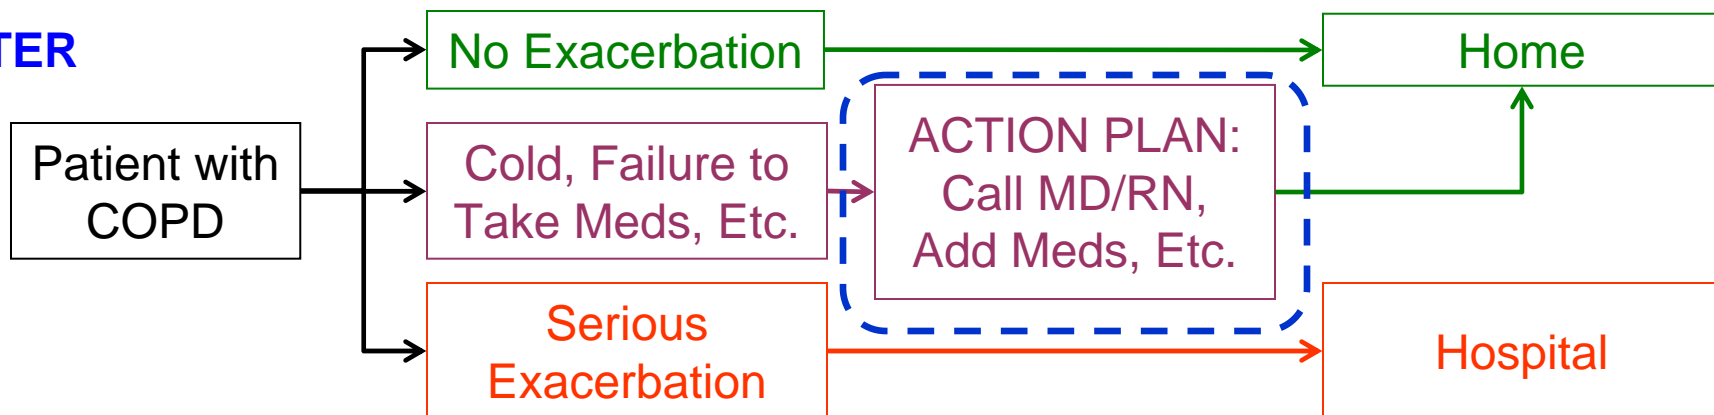 TER
No Exacerbation
Home
Patient with
COPD
Cold, Failure to
Take Meds, Etc.
ACTION PLAN:
Call MD/RN,
Add Meds, Etc.
Serious
Exacerbation
Hospital